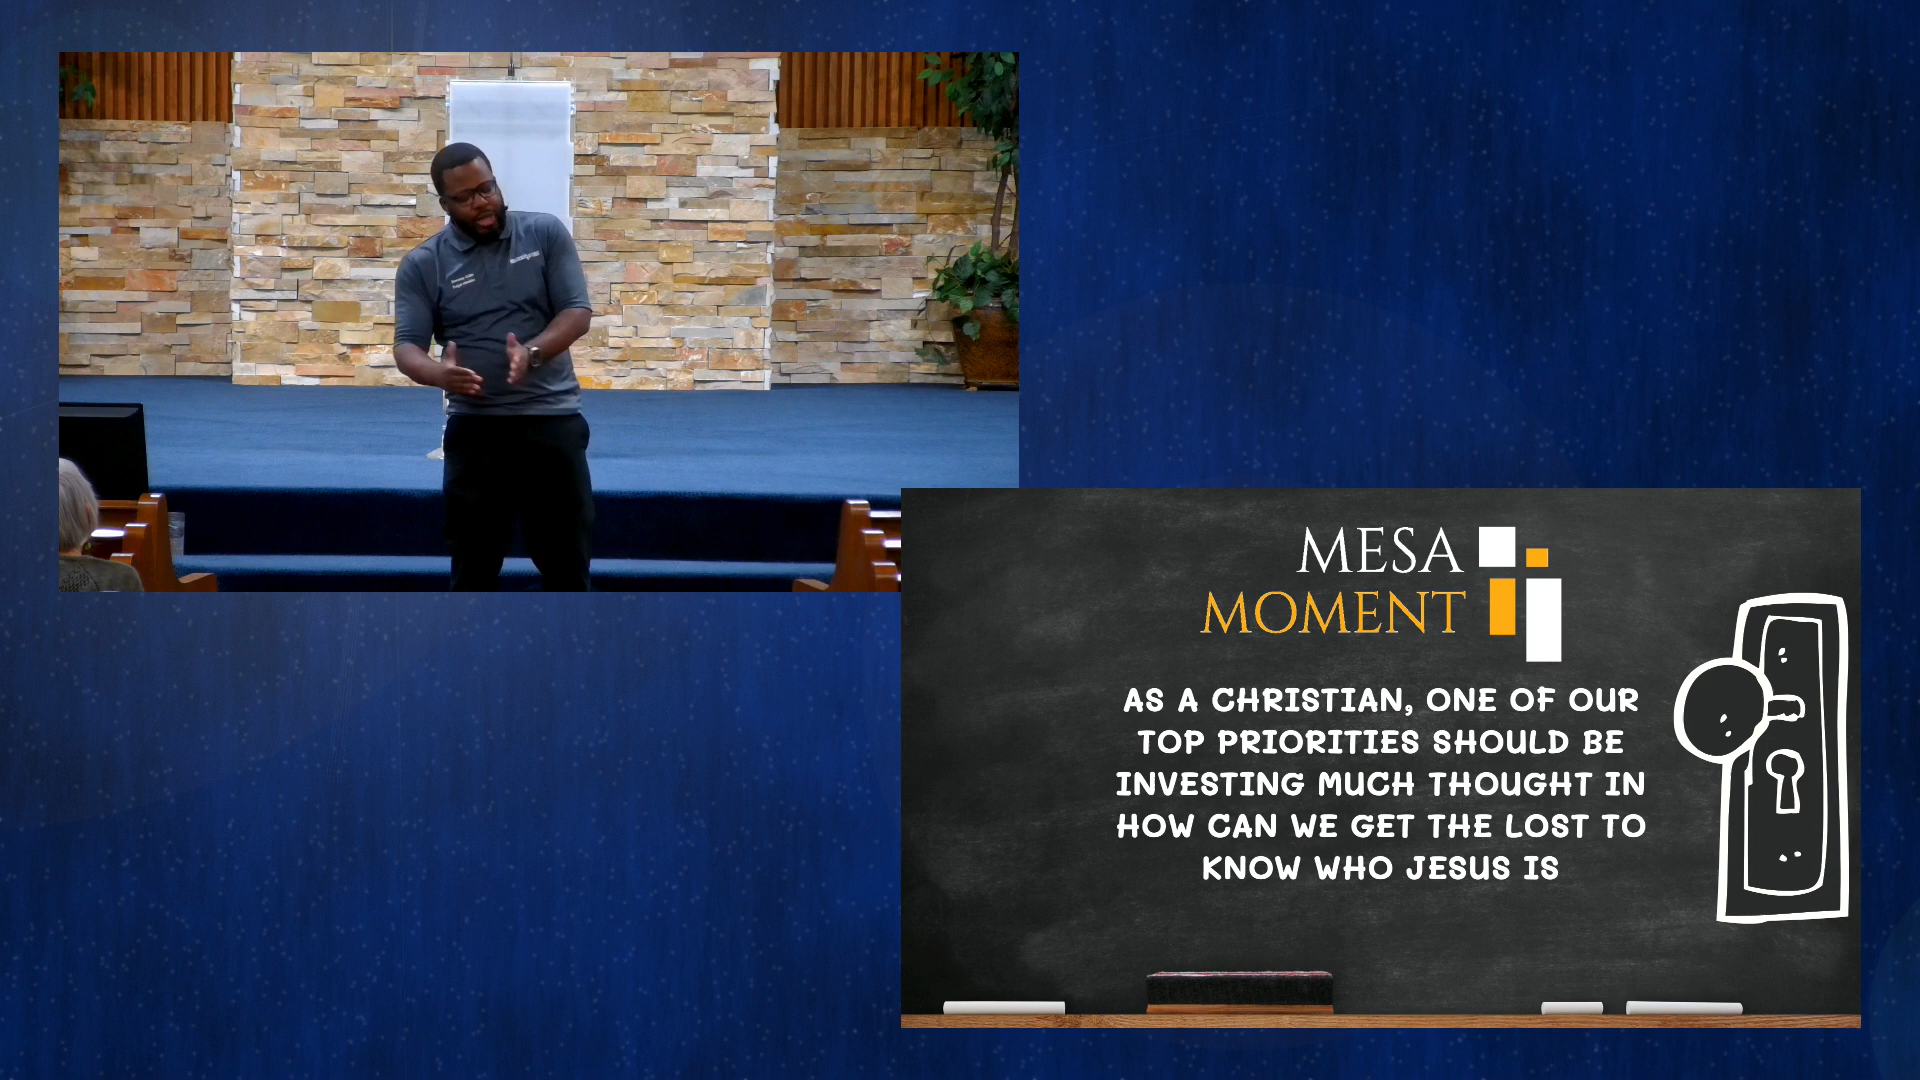 MESA
MOMENT
AS A CHRISTIAN, ONE OF OUR
TOP PRIORITIES SHOULD BE
INVESTING MUCH THOUGHT IN
HOW CAN WE GET THE LOST TO
KNOW WHO JESUS IS